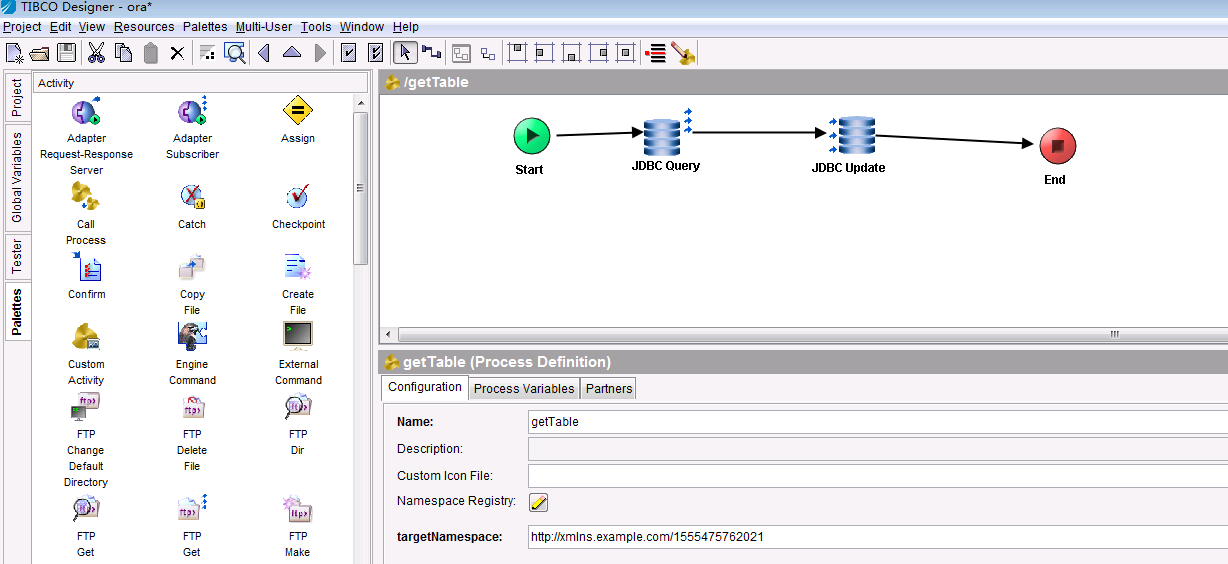 TIBCO Designer - ora*
Project Edit View Resources Palettes Multi-User Tools Window Help
Project
Global Variables
Tester
Palettes
Activity
Adapter
Request-Response
Server
Adapter
Subscriber
Assign
Call
Process
Catch
Checkpoint
Confirm
Copy
File
Create
File
Custom
Activity
Engine
Command
External
Command
FTP
Change
Default
Directory
FTP
Delete
File
FTP
Dir
FTP
Get
FTP
Get
FTP
Make
/getTable
Start
JDBC Query
JDBC Update
End
getTable (Process Definition)
Configuration Process Variables Partners
Name: getTable
Description:
Custom Icon File:
Namespace Registry:
targetNamespace: http://xmlns.example.com/1555475762021